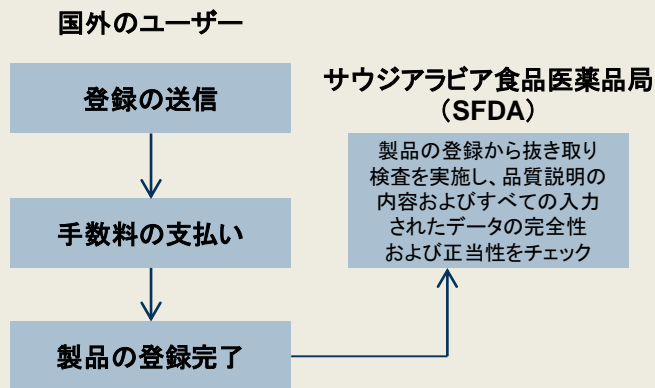 国外のユーザー
登録の送信
手数料の支払い
製品の登録完了
サウジアラビア食品医薬品局
（SFDA）
製品の登録から抜き取り
検査を実施し、品質説明の
内容およびすべての入力
されたデータの完全性
および正当性をチェック